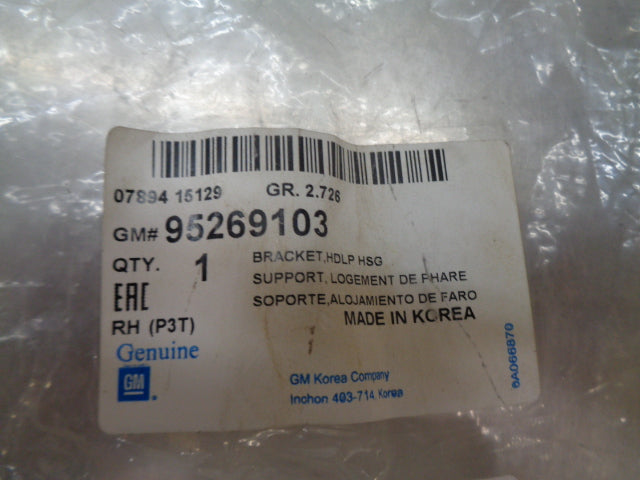 07894 15129 GR. 2.726
GM# 95269103
QTY. 1 BRACKET,HDLP HSG
SUPPORT, LOGEMENT DE PHARE
SOPORTE,ALOJAMIENTO DE FARO
EAC
RH (P3T) MADE IN KOREA
Genuine
GM
GM Korea Company
Inchon 403-714 Korea
6A066870